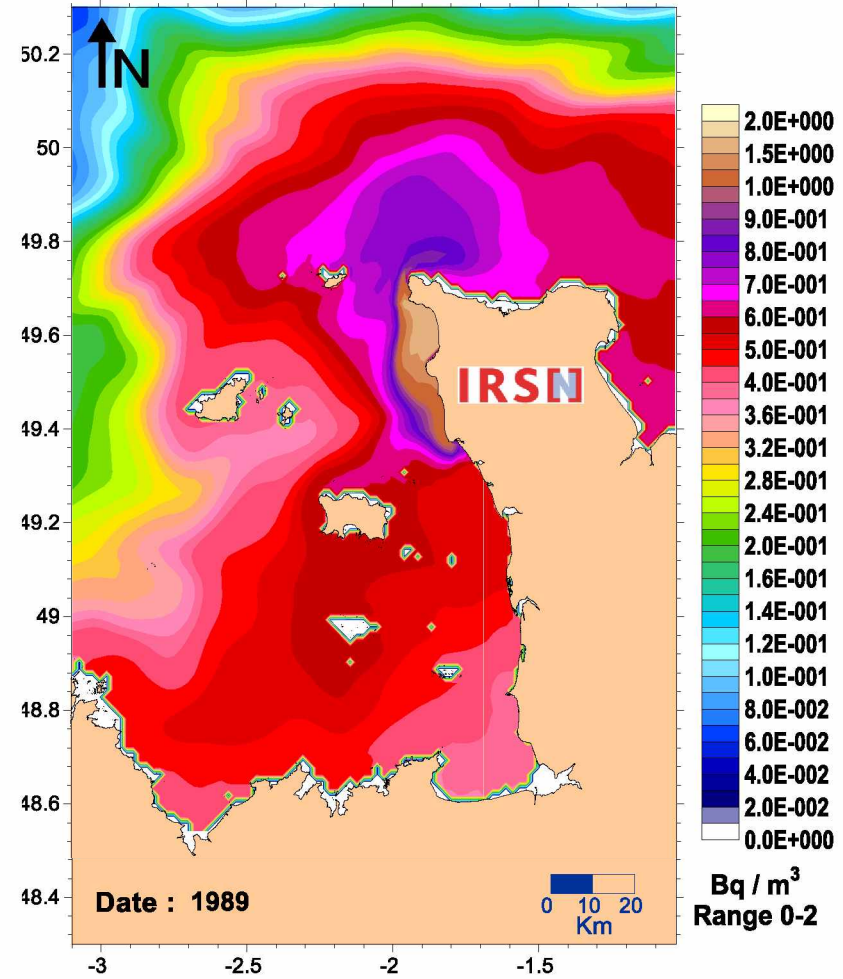 N
50.2
50
49.8
49.6
49.4
49.2
49
48.8
48.6
48.4
-3
-2.5
-2
-1.5
IRSN
Date : 1989
0 10 20
Km
2.0E+000
1.5E+000
1.0E+000
9.0E-001
8.0E-001
7.0E-001
6.0E-001
5.0E-001
4.0E-001
3.6E-001
3.2E-001
2.8E-001
2.4E-001
2.0E-001
1.6E-001
1.4E-001
1.2E-001
1.0E-001
8.0E-002
6.0E-002
4.0E-002
2.0E-002
0.0E+000
Bq / m³
Range 0-2